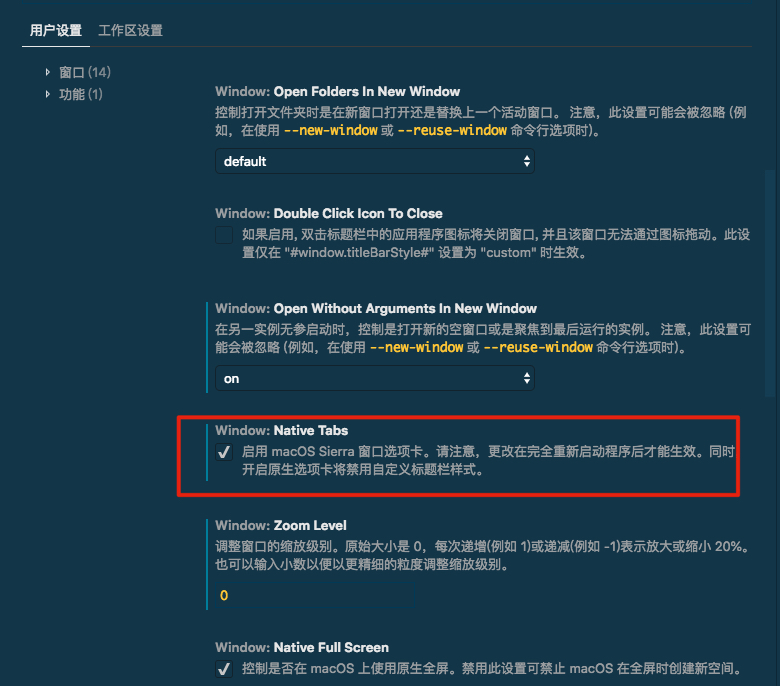 用户设置 工作区设置
窗口 (14)
功能 (1)
Window: Open Folders In New Window
控制打开文件夹时是在新窗口打开还是替换上一个活动窗口。 注意，此设置可能会被忽略 (例
如，在使用 --new-window 或 --reuse-window 命令行选项时)。
default
Window: Double Click Icon To Close
如果启用, 双击标题栏中的应用程序图标将关闭窗口, 并且该窗口无法通过图标拖动。此设
置仅在 "#window.titleBarStyle#" 设置为 "custom" 时生效。
Window: Open Without Arguments In New Window
在另一实例无参启动时，控制是打开新的空窗口或是聚焦到最后运行的实例。 注意，此设置可
能会被忽略 (例如，在使用 --new-window 或 --reuse-window 命令行选项时)。
on
Window: Native Tabs
启用 macOS Sierra 窗口选项卡。请注意，更改在完全重新启动程序后才能生效。同时
开启原生选项卡将禁用自定义标题栏样式。
Window: Zoom Level
调整窗口的缩放级别。原始大小是 0，每次递增(例如 1)或递减(例如 -1)表示放大或缩小 20%。
也可以输入小数以便以更精细的粒度调整缩放级别。
0
Window: Native Full Screen
控制是否在 macOS 上使用原生全屏。禁用此设置可禁止 macOS 在全屏时创建新空间。